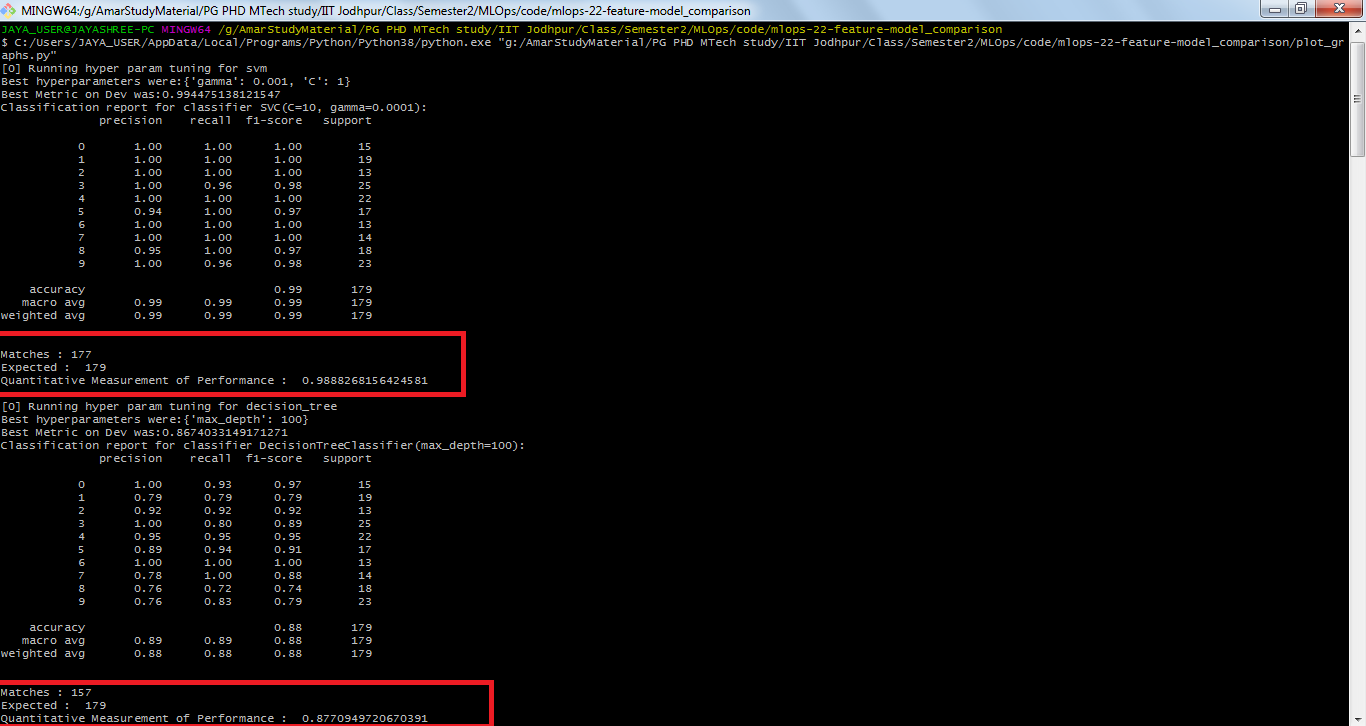 MINGW64:/g/AmarStudyMaterial/PG PHD MTech study/IIT Jodhpur/Class/Semester2/MLOps/code/mlops-22-feature-model_comparison
JAYA_USER@JAYASHREE-PC MINGW64 /g/AmarStudyMaterial/PG PHD MTech study/IIT Jodhpur/Class/Semester2/MLOps/code/mlops-22-feature-model_comparison
$ C:/Users/JAYA_USER/AppData/Local/Programs/Python/Python38/python.exe "g:/AmarStudyMaterial/PG PHD MTech study/IIT Jodhpur/Class/Semester2/MLOps/code/mlops-22-feature-model_comparison/plot_gr
aphs.py"
[0] Running hyper param tuning for svm
Best hyperparameters were:{'gamma': 0.001, 'C': 1}
Best Metric on Dev was:0.994475138121547
Classification report for classifier SVC(C=10, gamma=0.0001):
precision recall f1-score support
0 1.00 1.00 1.00 15
1 1.00 1.00 1.00 19
2 1.00 1.00 1.00 13
3 1.00 0.96 0.98 25
4 1.00 1.00 1.00 22
5 0.94 1.00 0.97 17
6 1.00 1.00 1.00 13
7 1.00 1.00 1.00 14
8 0.95 1.00 0.97 18
9 1.00 0.96 0.98 23
accuracy 0.99 179
macro avg 0.99 0.99 0.99 179
weighted avg 0.99 0.99 0.99 179
Matches : 177
Expected :  179
Quantitative Measurement of Performance :  0.9888268156424581
[0] Running hyper param tuning for decision_tree
Best hyperparameters were:{'max_depth': 100}
Best Metric on Dev was:0.8674033149171271
Classification report for classifier DecisionTreeClassifier(max_depth=100):
precision recall f1-score support
0 1.00 0.93 0.97 15
1 0.79 0.79 0.79 19
2 0.92 0.92 0.92 13
3 1.00 0.80 0.89 25
4 0.95 0.95 0.95 22
5 0.89 0.94 0.91 17
6 1.00 1.00 1.00 13
7 0.78 1.00 0.88 14
8 0.76 0.72 0.74 18
9 0.76 0.83 0.79 23
accuracy 0.88 179
macro avg 0.89 0.89 0.88 179
weighted avg 0.88 0.88 0.88 179
Matches : 157
Expected :  179
Quantitative Measurement of Performance :  0.8770949720670391